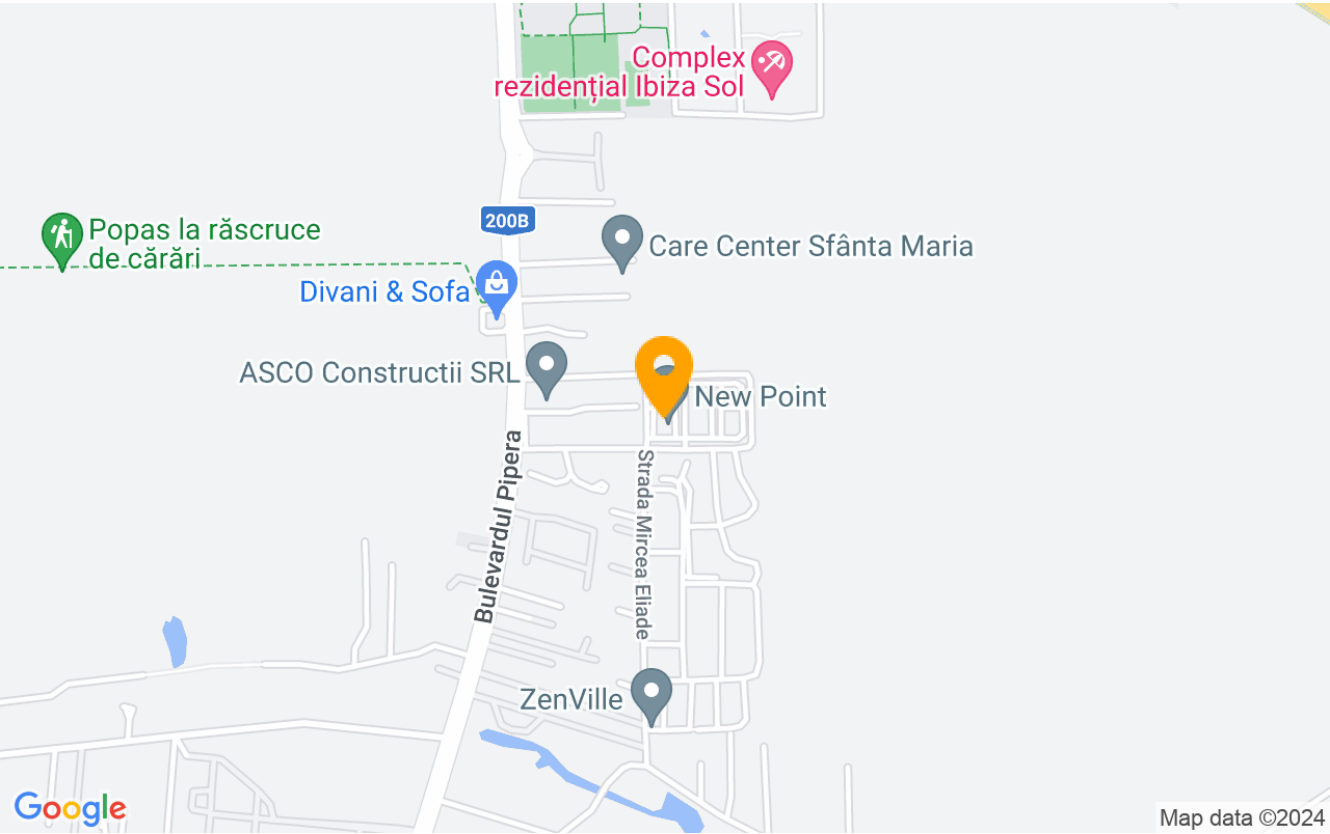 Complex
rezidențial Ibiza Sol
200B
Popas la răscruce
de cărări
Care Center Sfânta Maria
Divani & Sofa
ASCO Constructii SRL
New Point
Bulevardul Pipera
Strada Mircea Eliade
ZenVille
Google
Map data ©2024